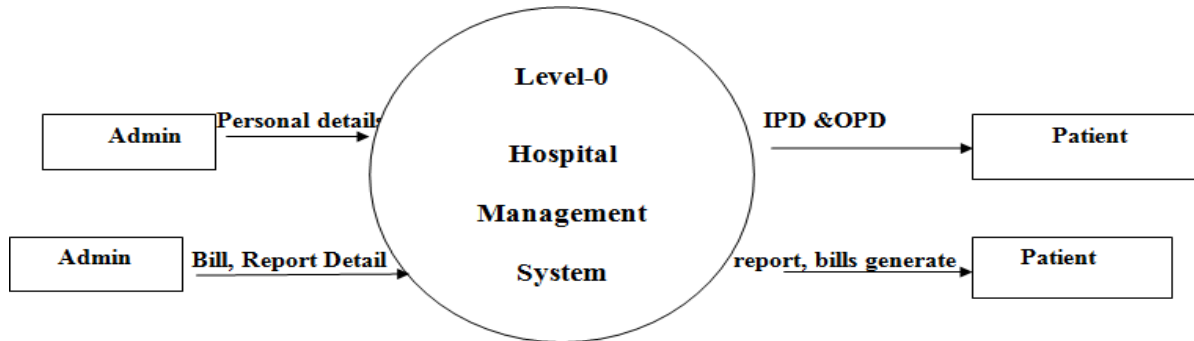 Level-0
Personal details
IPD &OPD
Admin
Patient
Hospital
Management
Admin
Bill, Report Detail
System
report, bills generate
Patient